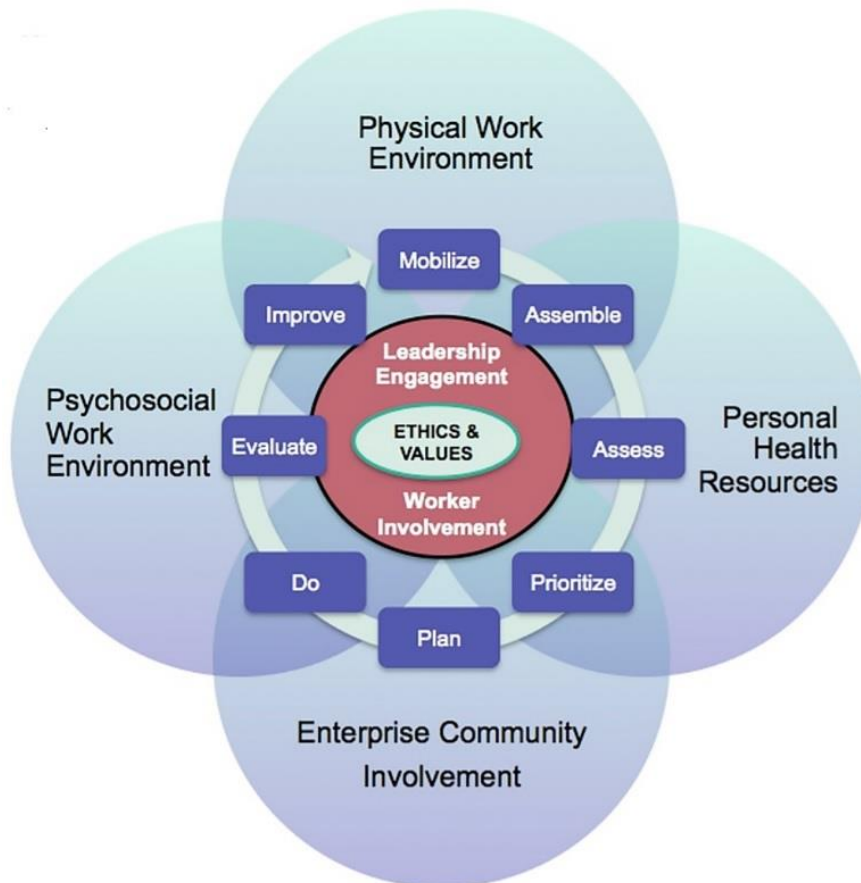 Physical Work
Environment
Mobilize
Improve
Assemble
Leadership
Engagement
Psychosocial
Work
Environment
Evaluate
ETHICS &
VALUES
Assess
Personal
Health
Resources
Worker
Involvement
Do
Prioritize
Plan
Enterprise Community
Involvement